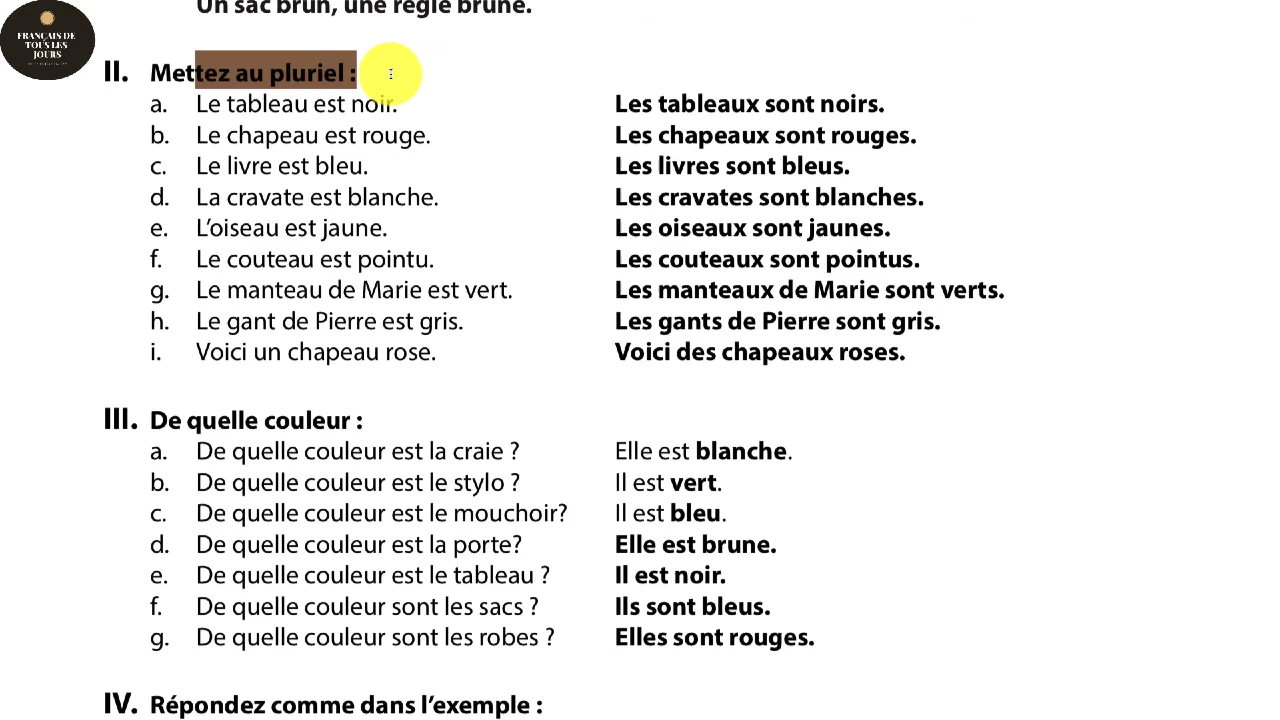 Un sac brun, une règle brune.
FRANÇAIS DE
TOUS LES
JOURS
II. Mettez au pluriel :
a. Le tableau est noir. Les tableaux sont noirs.
b. Le chapeau est rouge. Les chapeaux sont rouges.
c. Le livre est bleu. Les livres sont bleus.
d. La cravate est blanche. Les cravates sont blanches.
e. L’oiseau est jaune. Les oiseaux sont jaunes.
f. Le couteau est pointu. Les couteaux sont pointus.
g. Le manteau de Marie est vert. Les manteaux de Marie sont verts.
h. Le gant de Pierre est gris. Les gants de Pierre sont gris.
i. Voici un chapeau rose. Voici des chapeaux roses.
III. De quelle couleur :
a. De quelle couleur est la craie ? Elle est blanche.
b. De quelle couleur est le stylo ? Il est vert.
c. De quelle couleur est le mouchoir? Il est bleu.
d. De quelle couleur est la porte? Elle est brune.
e. De quelle couleur est le tableau ? Il est noir.
f. De quelle couleur sont les sacs ? Ils sont bleus.
g. De quelle couleur sont les robes ? Elles sont rouges.
IV. Répondez comme dans l’exemple :